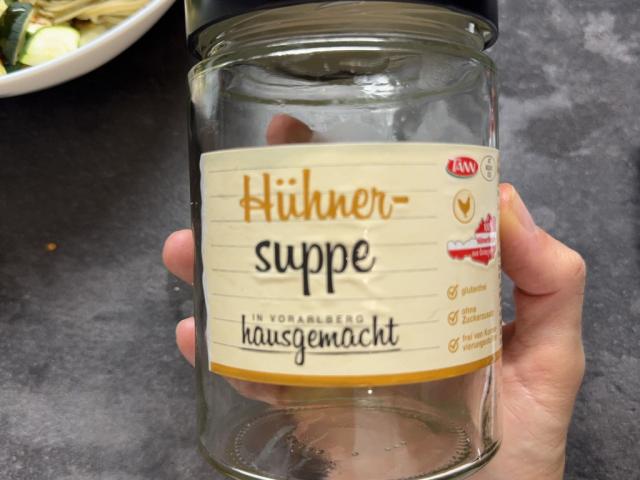 TANN
Hühner-
suppe
IN VORARLBERG
hausgemacht
glutenfrei
ohne
Zuckerzusatz
frei von